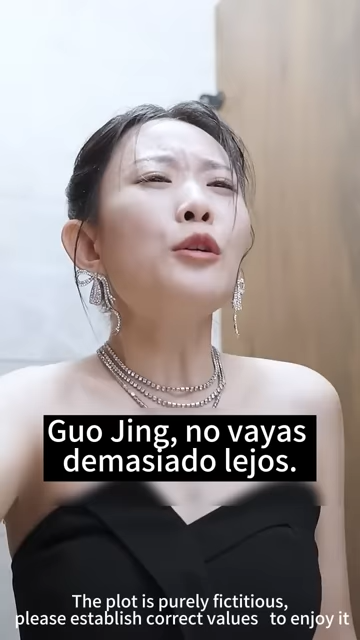 Guo Jing, no vayas
demasiado lejos.
The plot is purely fictitious,
please establish correct values to enjoy it